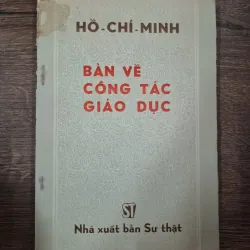 HỒ-CHÍ-MINH
BÀN VỀ
CÔNG TÁC
GIÁO DỤC
ST
Nhà xuất bản Sự thật